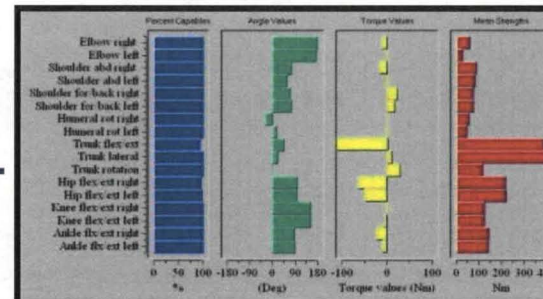 Percent Capables Angle Values Torque Values Mean Strengths
Elbow right
Elbow left
Shoulder abd right
Shoulder abd left
Shoulder for-back right
Shoulder for-back left
Humeral rot right
Humeral rot left
Trunk flex/ext
Trunk lateral
Trunk rotation
Hip flex/ext right
Hip flex/ext left
Knee flex/ext right
Knee flex/ext left
Ankle flx/ext right
Ankle flx/ext left
0 100 -180 0 90 150 -100 0 100 0 100 200 300
% (Deg) Torque values (Nm) Nm